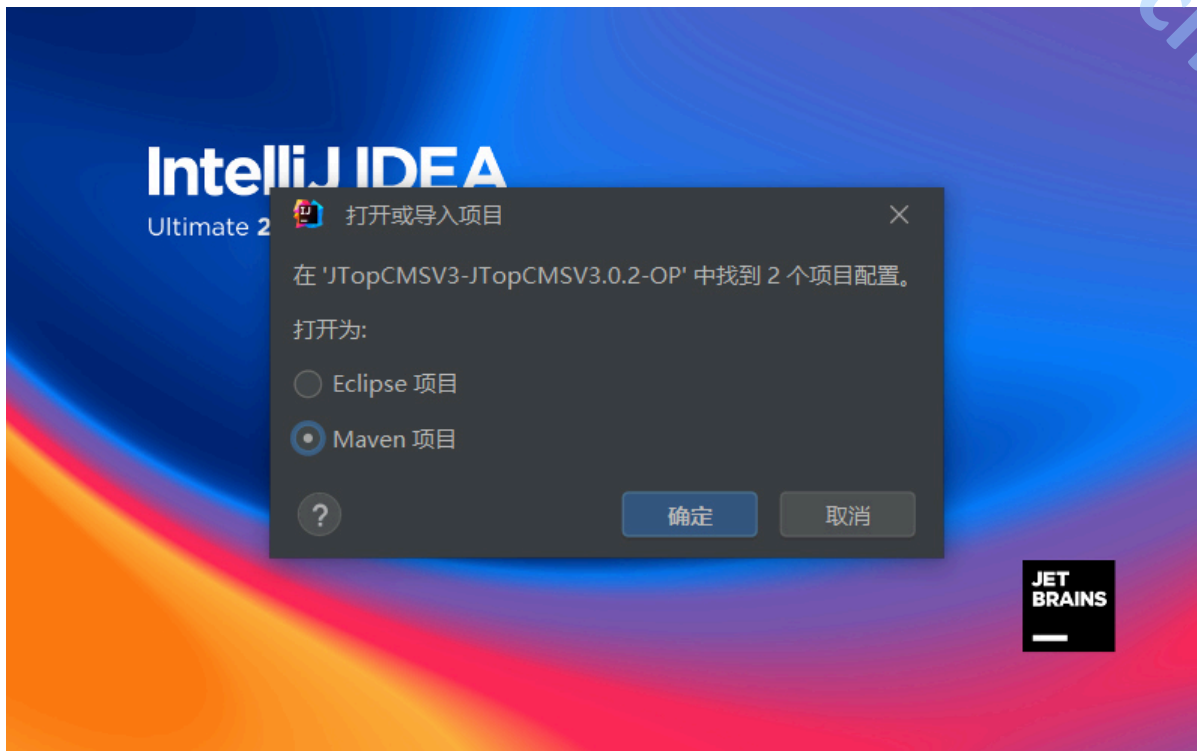 IntelliJ IDEA
Ultimate 2
打开或导入项目
在 'JTopCMSV3-JTopCMSV3.0.2-OP' 中找到 2 个项目配置。
打开为:
Eclipse 项目
Maven 项目
?
确定
取消
JET
BRAINS